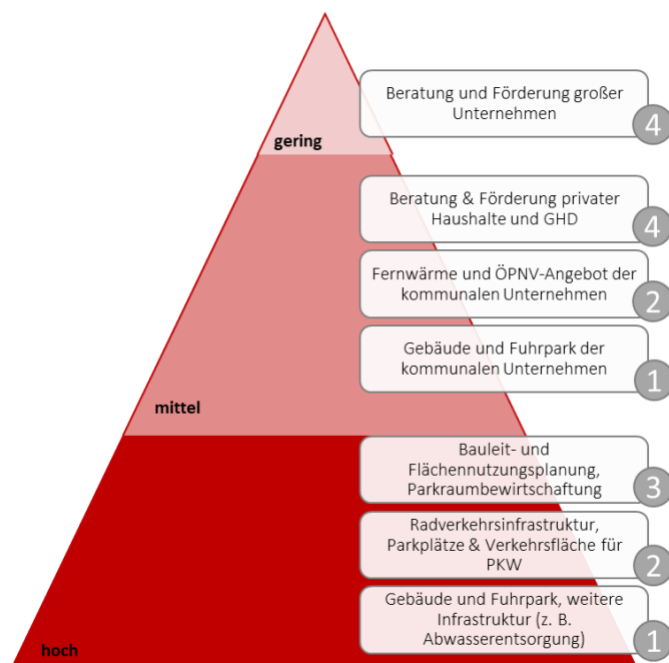 Beratung und Förderung großer
Unternehmen
4
gering
Beratung & Förderung privater
Haushalte und GHD
4
Fernwärme und ÖPNV-Angebot der
kommunalen Unternehmen
2
Gebäude und Fuhrpark der
kommunalen Unternehmen
1
mittel
Bauleit- und
Flächennutzungsplanung,
Parkraumbewirtschaftung
3
Radverkehrsinfrastruktur,
Parkplätze & Verkehrsfläche für
PKW
2
Gebäude und Fuhrpark, weitere
Infrastruktur (z. B.
Abwasserentsorgung)
1
hoch